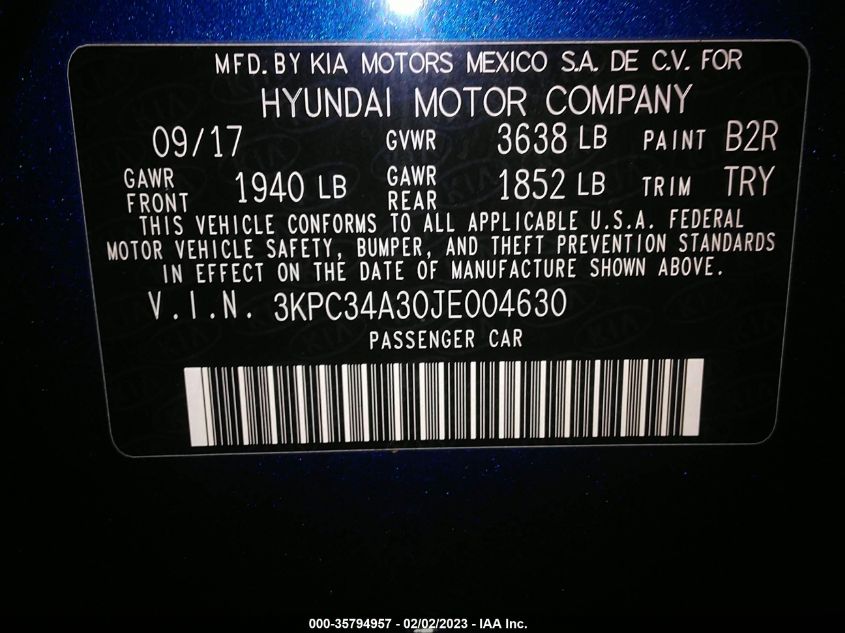 MFD. BY KIA MOTORS MEXICO S.A. DE C.V. FOR
HYUNDAI MOTOR COMPANY
09/17 GVWR 3638 LB PAINT B2R
GAWR FRONT 1940 LB GAWR REAR 1852 LB TRIM TRY
THIS VEHICLE CONFORMS TO ALL APPLICABLE U.S.A. FEDERAL
MOTOR VEHICLE SAFETY, BUMPER, AND THEFT PREVENTION STANDARDS
IN EFFECT ON THE DATE OF MANUFACTURE SHOWN ABOVE.
V.I.N. 3KPC34A30JE004630
PASSENGER CAR
000-35794957 - 02/02/2023 - IAA Inc.